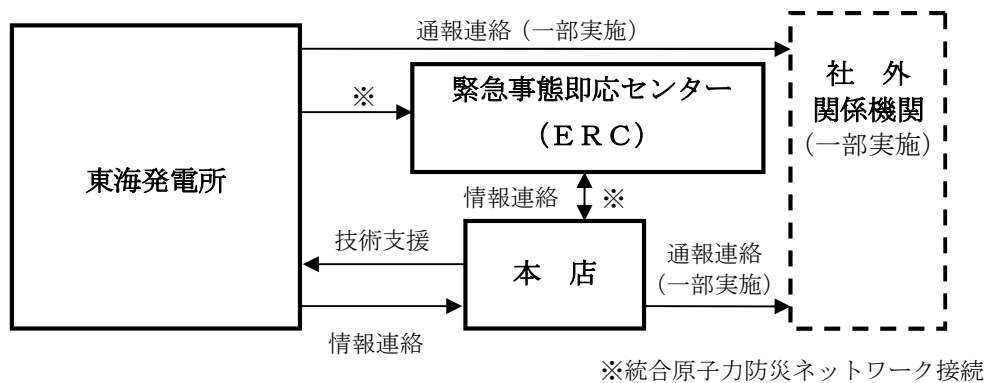 通報連絡(一部実施)
※
緊急事態即応センター
(ERC)
社 外
関係機関
(一部実施)
東海発電所
情報連絡
※
技術支援
本 店
通報連絡
(一部実施)
情報連絡
※統合原子力防災ネットワーク接続